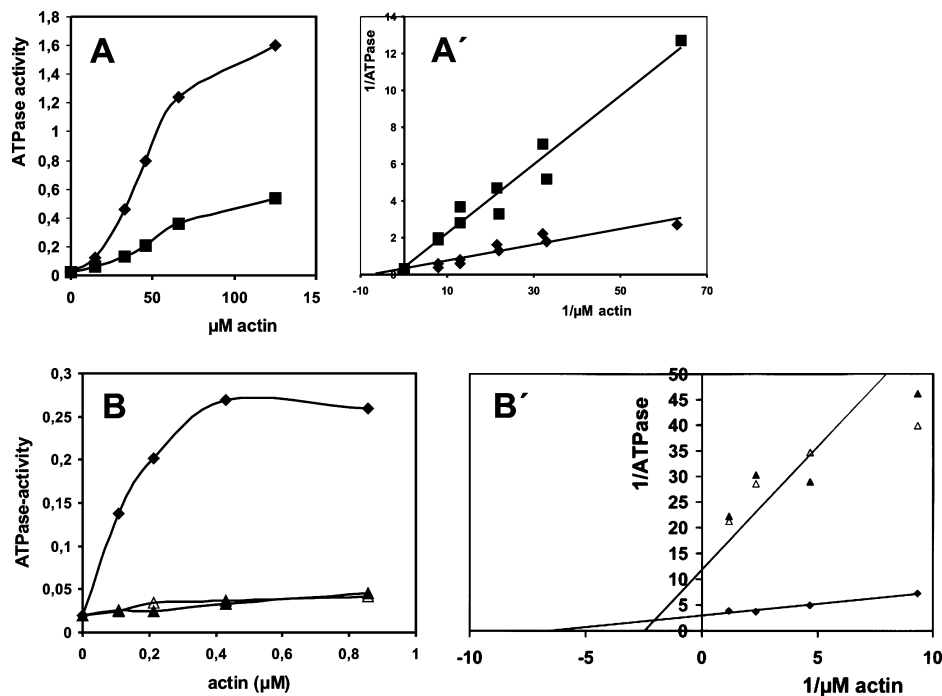 A
ATPase activity
1,8
1,6
1,4
1,2
1
0,8
0,6
0,4
0,2
0
0 50 100 15
µM actin
A´
1/ATPase
14
12
10
8
6
4
2
0
-10 10 30 50 70
1/µM actin
B
ATPase-activity
0,3
0,25
0,2
0,15
0,1
0,05
0
0 0,2 0,4 0,6 0,8 1
actin (µM)
B´
1/ATPase
50
45
40
35
30
25
20
15
10
5
0
-10 -5 0 5 10
1/µM actin